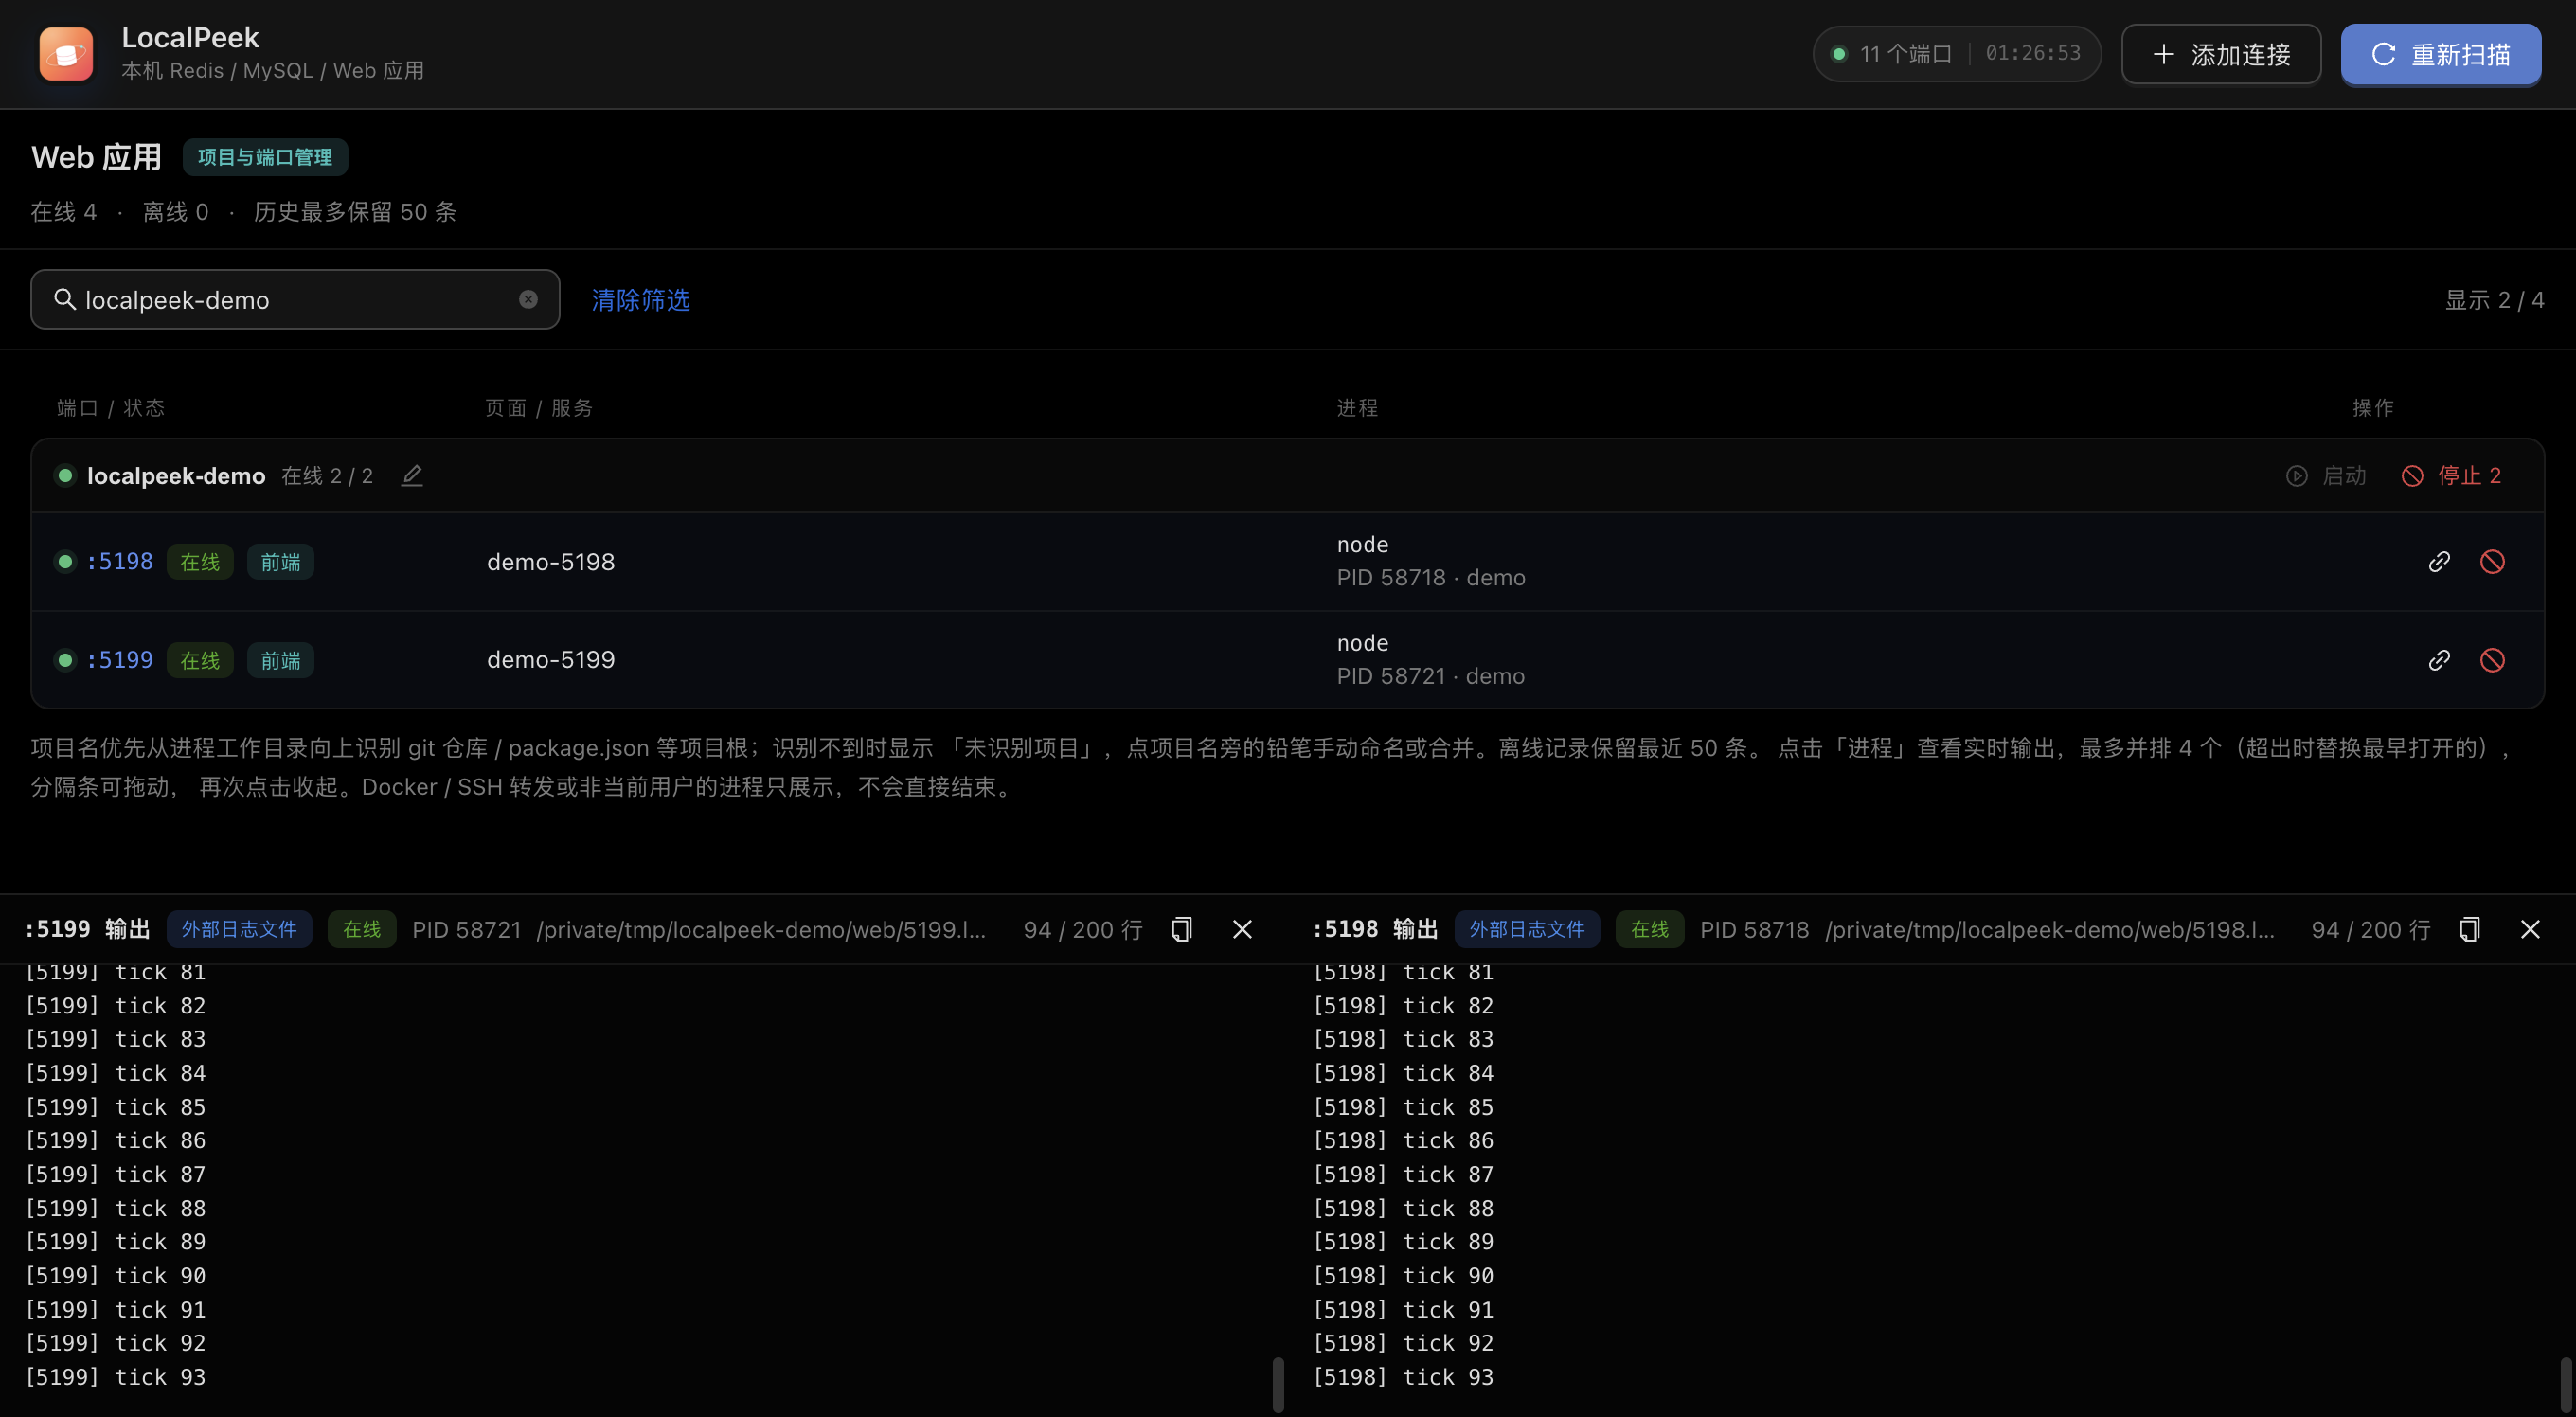 LocalPeek
本机 Redis / MySQL / Web 应用
11 个端口
01:26:53
添加连接
重新扫描
Web 应用
项目与端口管理
在线 4 · 离线 0 · 历史最多保留 50 条
localpeek-demo
清除筛选
显示 2 / 4
端口 / 状态
页面 / 服务
进程
操作
localpeek-demo 在线 2 / 2
启动
停止 2
:5198 在线 前端
demo-5198
node
PID 58718 · demo
:5199 在线 前端
demo-5199
node
PID 58721 · demo
项目名优先从进程工作目录向上识别 git 仓库 / package.json 等项目根；识别不到时显示 「未识别项目」，点项目名旁的铅笔手动命名或合并。离线记录保留最近 50 条。 点击「进程」查看实时输出，最多并排 4 个（超出时替换最早打开的），
分隔条可拖动， 再次点击收起。Docker / SSH 转发或非当前用户的进程只展示，不会直接结束。
:5199 输出 外部日志文件 在线 PID 58721 /private/tmp/localpeek-demo/web/5199.l... 94 / 200 行
[5199] tick 81
[5199] tick 82
[5199] tick 83
[5199] tick 84
[5199] tick 85
[5199] tick 86
[5199] tick 87
[5199] tick 88
[5199] tick 89
[5199] tick 90
[5199] tick 91
[5199] tick 92
[5199] tick 93
:5198 输出 外部日志文件 在线 PID 58718 /private/tmp/localpeek-demo/web/5198.l... 94 / 200 行
[5198] tick 81
[5198] tick 82
[5198] tick 83
[5198] tick 84
[5198] tick 85
[5198] tick 86
[5198] tick 87
[5198] tick 88
[5198] tick 89
[5198] tick 90
[5198] tick 91
[5198] tick 92
[5198] tick 93